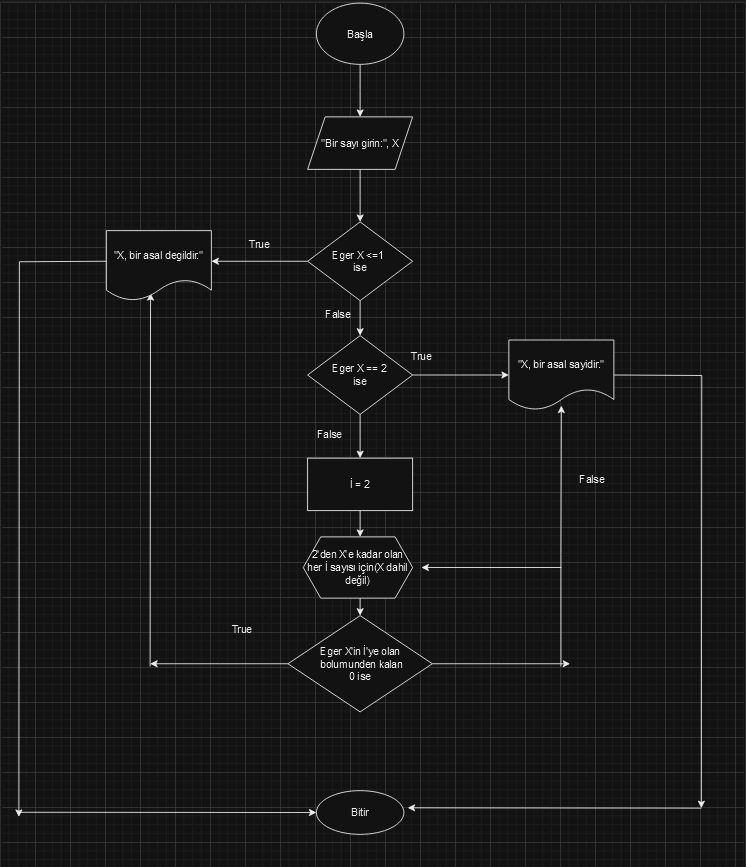 Başla
"Bir sayı girin:", X
Eger X <=1
ise
True
"X, bir asal degildir."
False
Eger X == 2
ise
True
"X, bir asal sayidir."
False
İ = 2
False
2'den X'e kadar olan
her İ sayısı için(X dahil
değil)
True
Eger X'in İ'ye olan
bolumunden kalan
0 ise
Bitir